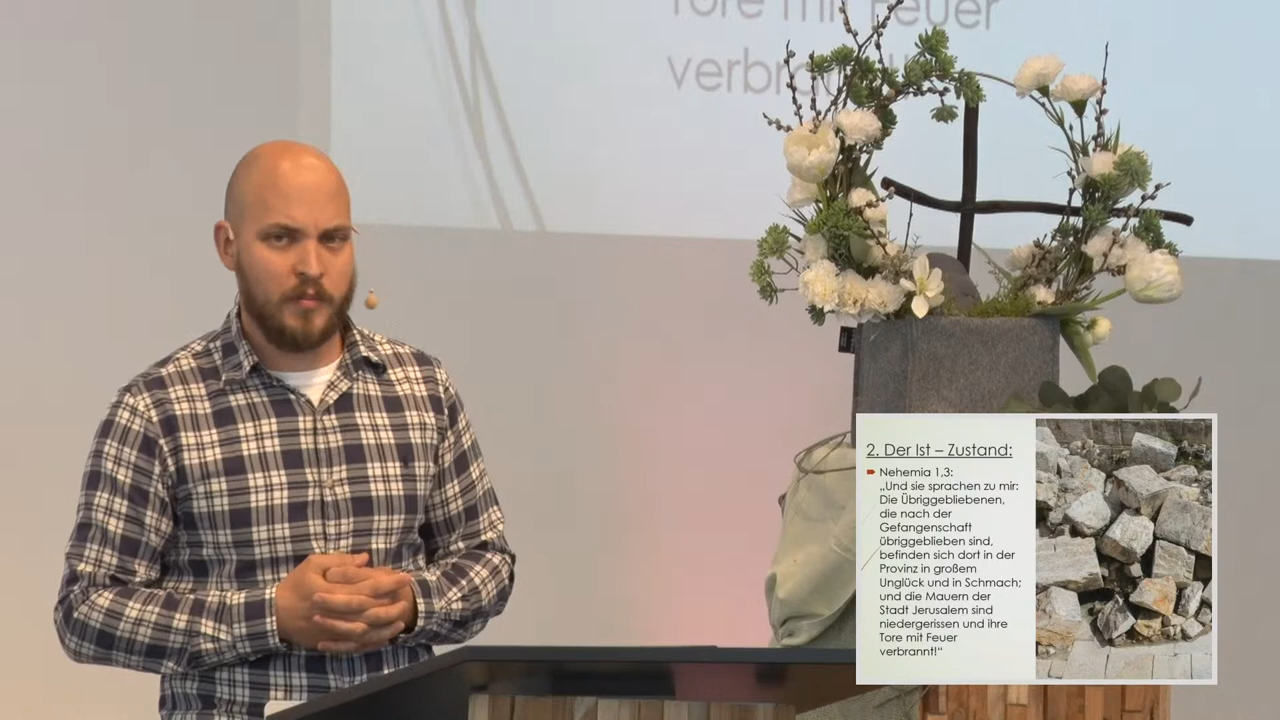 Tore mit Feuer
2. Der Ist – Zustand:
Nehemia 1,3:
„Und sie sprachen zu mir:
Die Übriggebliebenen,
die nach der
Gefangenschaft
übriggeblieben sind,
befinden sich dort in der
Provinz in großem
Unglück und in Schmach;
und die Mauern der
Stadt Jerusalem sind
niedergerissen und ihre
Tore mit Feuer
verbrannt!“